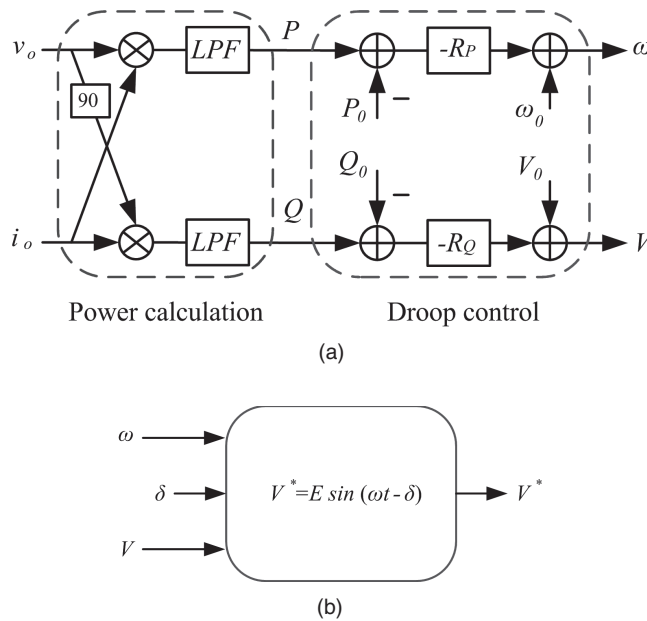 P
v_o
LPF
-R_P
ω
90
P_0
–
ω_0
Q_0
–
V_0
i_o
LPF
Q
-R_Q
V
Power calculation
Droop control
(a)
ω
δ
V^*=E sin (ωt - δ)
V^*
V
(b)